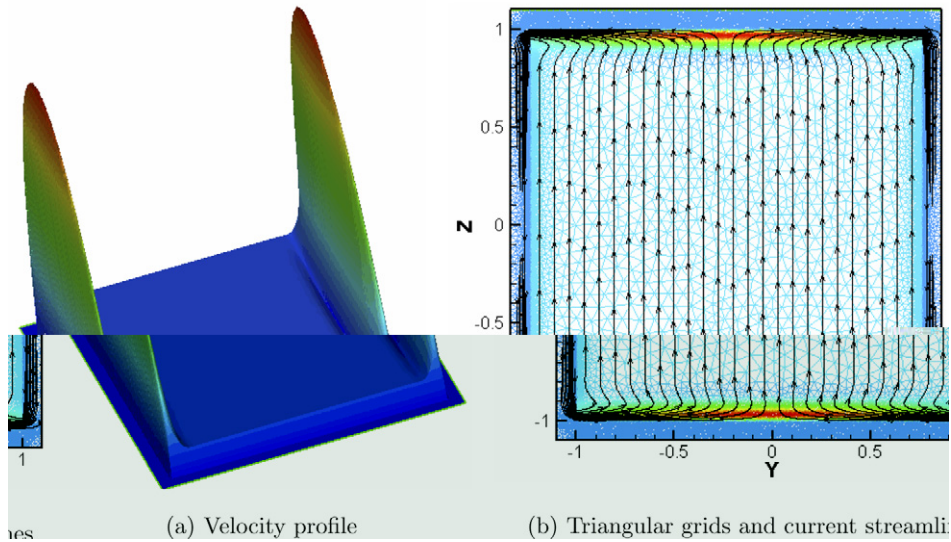 1
0.5
0
-0.5
Z
-1
-1
-0.5
0
0.5
Y
1
nes
(a) Velocity profile
(b) Triangular grids and current streamli